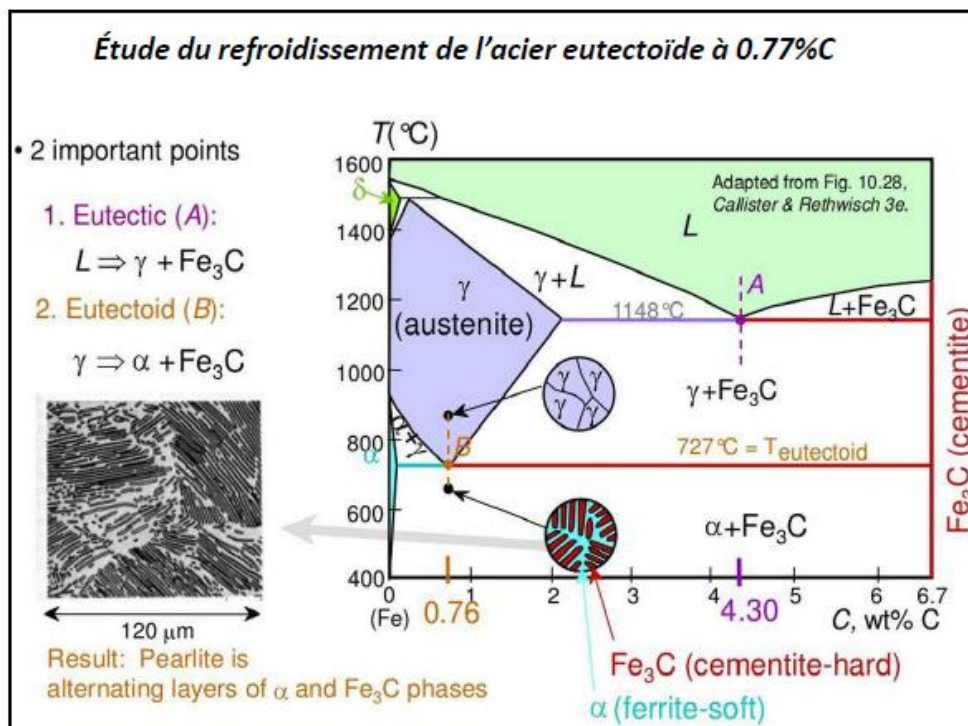 Étude du refroidissement de l'acier eutectoïde à 0.77%C
• 2 important points
1. Eutectic (A):
L ⇒ γ + Fe₃C
2. Eutectoid (B):
γ ⇒ α + Fe₃C
120 μm
Result: Pearlite is
alternating layers of α and Fe₃C phases
T(°C)
1600
1400
1200
1000
800
600
400
δ
L
Adapted from Fig. 10.28,
Callister & Rethwisch 3e.
γ
(austenite)
γ+L
1148°C
A
L+Fe₃C
γ γ
γ γ
γ+Fe₃C
α+γ
α
B
727°C = Teutectoid
α+Fe₃C
Fe₃C (cementite)
0 1 2 3 4 5 6 6.7
(Fe) 0.76 4.30 C, wt% C
Fe₃C (cementite-hard)
α (ferrite-soft)